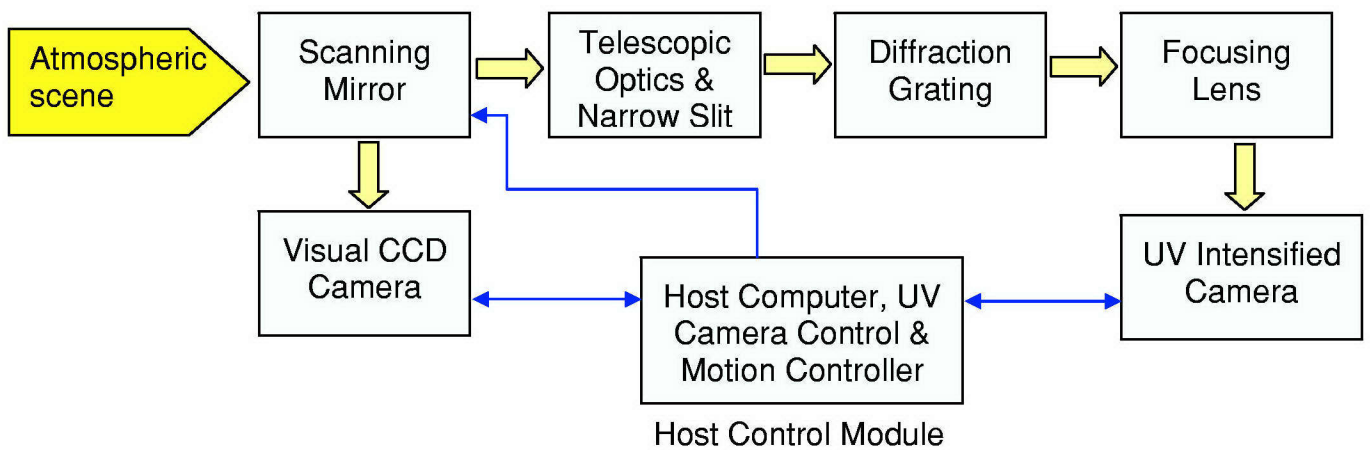 Atmospheric
scene
Scanning
Mirror
Telescopic
Optics &
Narrow Slit
Diffraction
Grating
Focusing
Lens
Visual CCD
Camera
Host Computer, UV
Camera Control &
Motion Controller
UV Intensified
Camera
Host Control Module